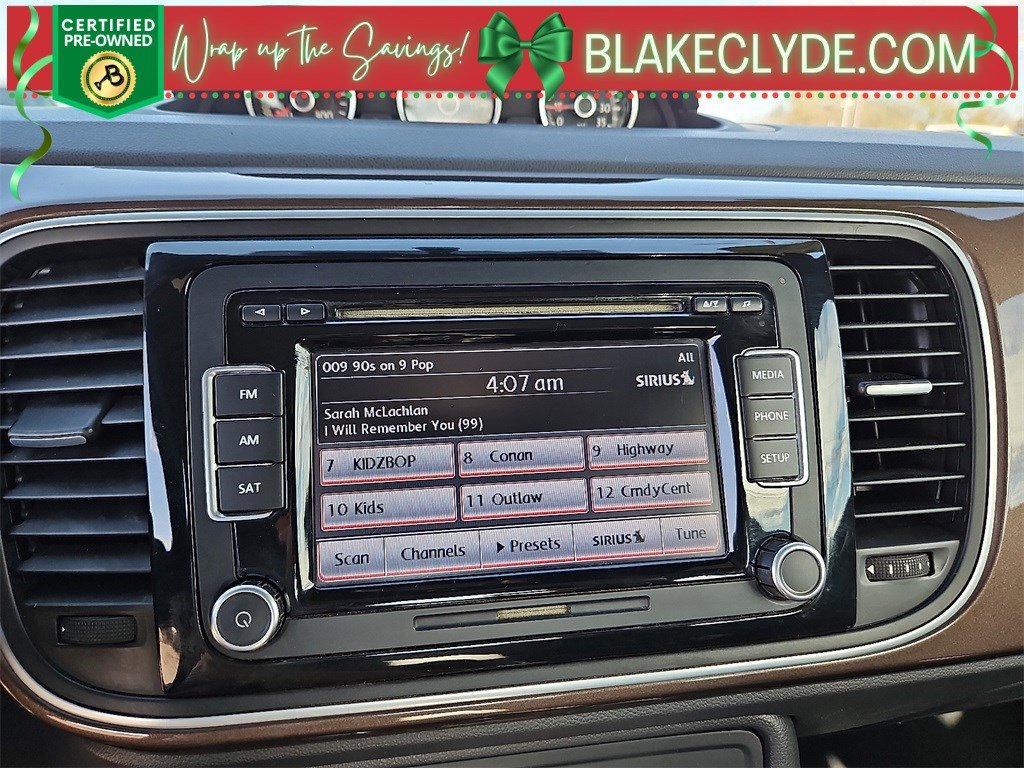 CERTIFIED
PRE-OWNED
Wrap up the Savings!
BLAKECLYDE.COM
009 90s on 9 Pop All
4:07 am
SIRIUS
Sarah McLachlan
I Will Remember You (99)
7 KIDZBOP 8 Conan 9 Highway
10 Kids 11 Outlaw 12 CmdyCent
Scan Channels Presets SIRIUS Tune
FM
AM
SAT
MEDIA
PHONE
SETUP